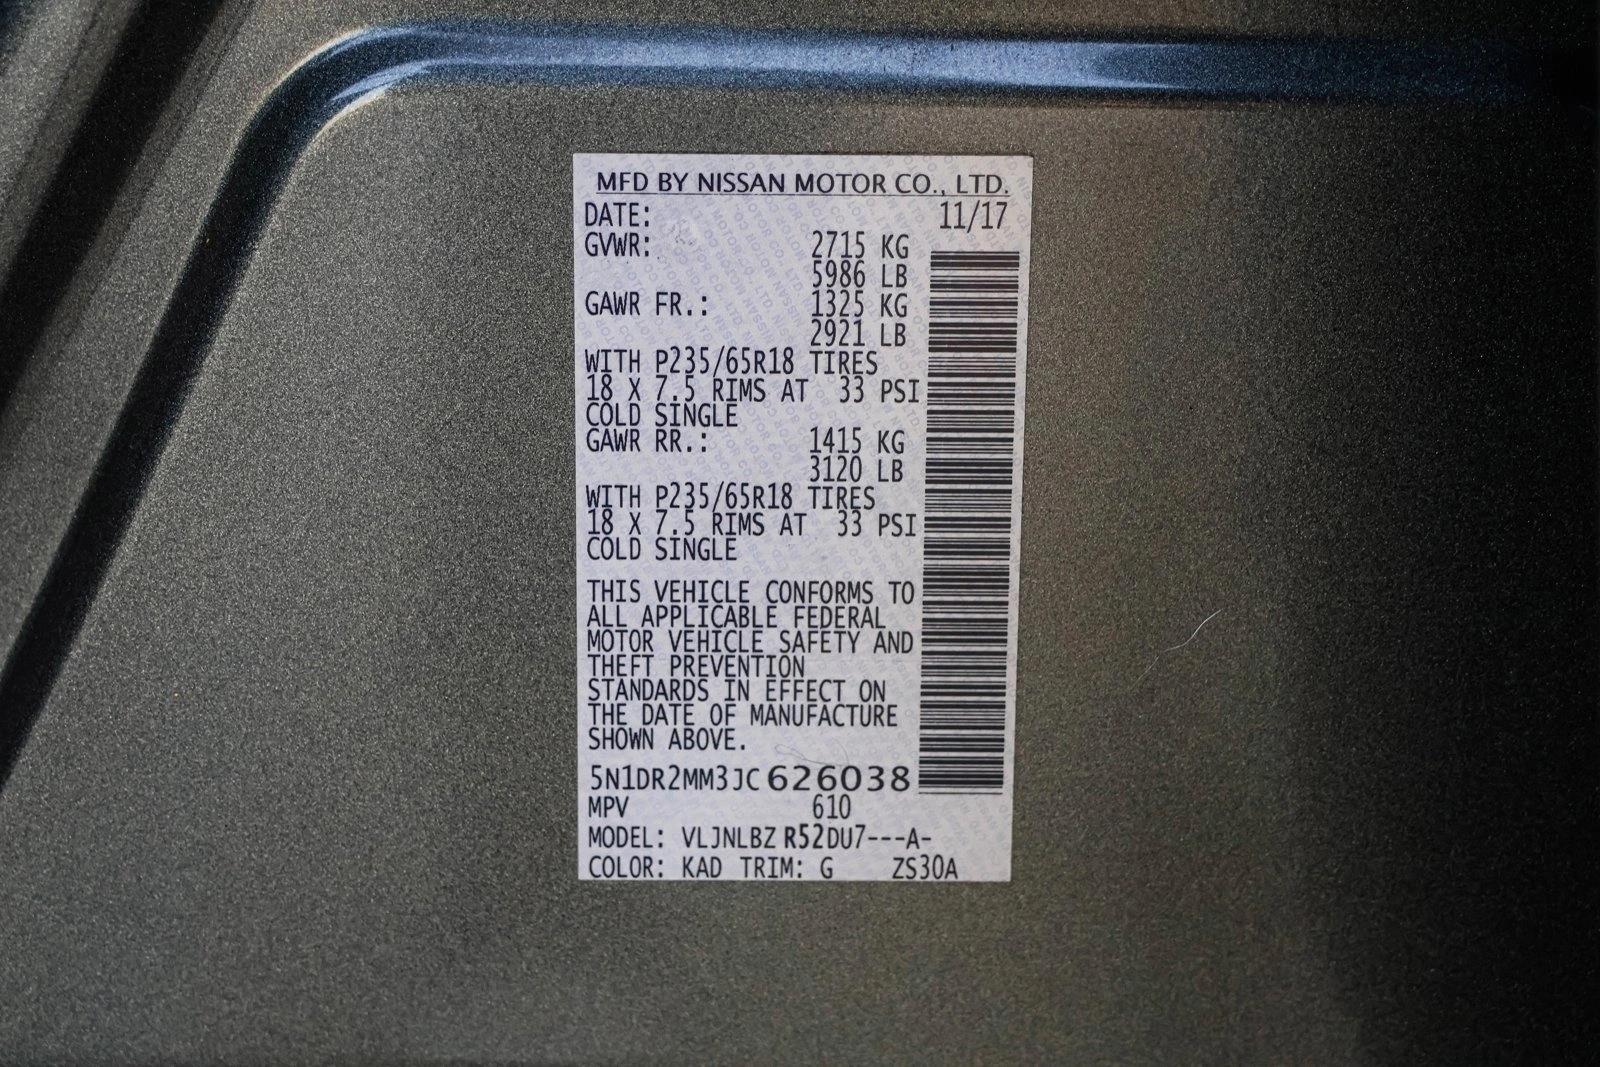 MFD BY NISSAN MOTOR CO., LTD.
DATE: 11/17
GVWR: 2715 KG
5986 LB
GAWR FR.: 1325 KG
2921 LB
WITH P235/65R18 TIRES
18 X 7.5 RIMS AT 33 PSI
COLD SINGLE
GAWR RR.: 1415 KG
3120 LB
WITH P235/65R18 TIRES
18 X 7.5 RIMS AT 33 PSI
COLD SINGLE
THIS VEHICLE CONFORMS TO
ALL APPLICABLE FEDERAL
MOTOR VEHICLE SAFETY AND
THEFT PREVENTION
STANDARDS IN EFFECT ON
THE DATE OF MANUFACTURE
SHOWN ABOVE.
5N1DR2MM3JC626038
MPV 610
MODEL: VLJNLBZ R52DU7---A-
COLOR: KAD TRIM: G ZS30A